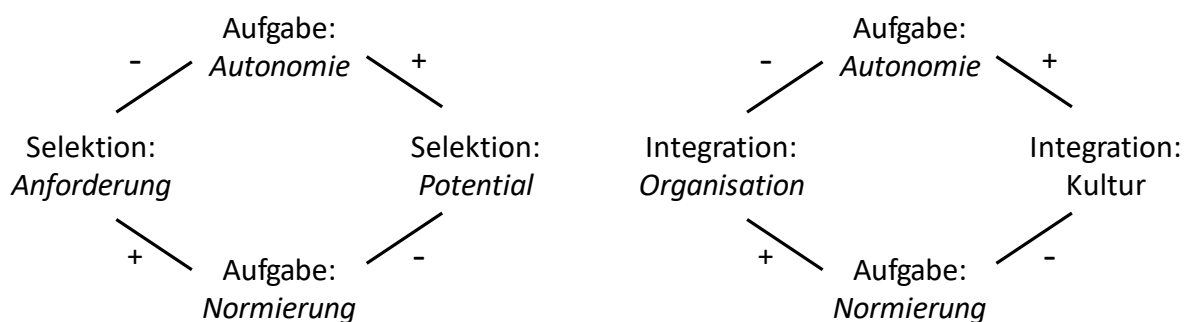 Aufgabe:
Autonomie
-
+
Selektion:
Anforderung
Selektion:
Potential
+
-
Aufgabe:
Normierung
Aufgabe:
Autonomie
-
+
Integration:
Organisation
Integration:
Kultur
+
-
Aufgabe:
Normierung